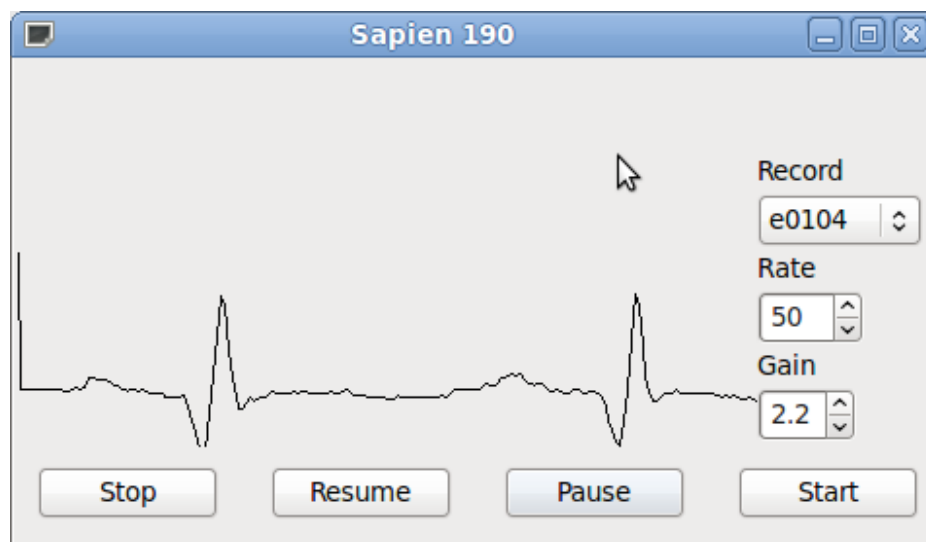 Sapien 190
Record
e0104
Rate
50
Gain
2.2
Stop Resume Pause Start